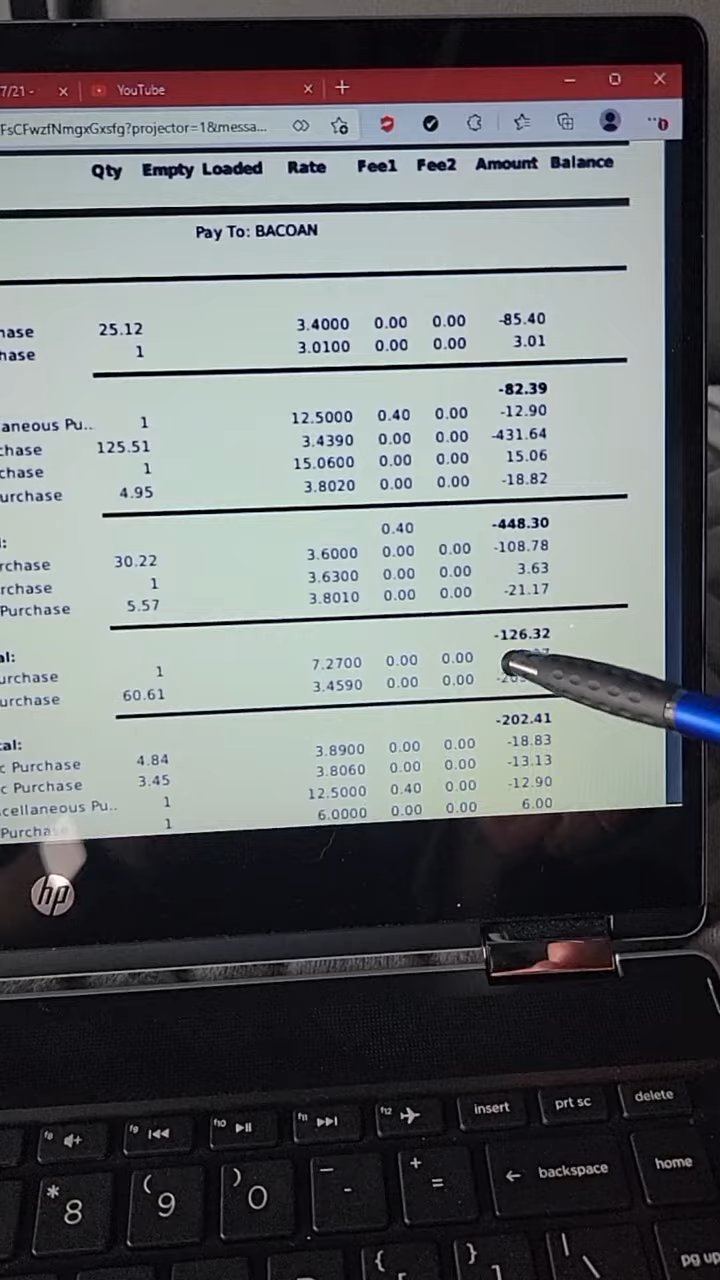 7/21 - × YouTube × +
FsCFwzfNmgxGxsfg?projector=1&messa...
Qty Empty Loaded Rate Fee1 Fee2 Amount Balance
Pay To: BACOAN
hase 25.12 3.4000 0.00 0.00 -85.40
hase 1 3.0100 0.00 0.00 3.01
-82.39
aneous Pu.. 1 12.5000 0.40 0.00 -12.90
chase 125.51 3.4390 0.00 0.00 -431.64
chase 1 15.0600 0.00 0.00 15.06
urchase 4.95 3.8020 0.00 0.00 -18.82
: 0.40 -448.30
rchase 30.22 3.6000 0.00 0.00 -108.78
rchase 1 3.6300 0.00 0.00 3.63
Purchase 5.57 3.8010 0.00 0.00 -21.17
al: -126.32
urchase 1 7.2700 0.00 0.00
urchase 60.61 3.4590 0.00 0.00
tal: -202.41
c Purchase 4.84 3.8900 0.00 0.00 -18.83
c Purchase 3.45 3.8060 0.00 0.00 -13.13
cellaneous Pu.. 1 12.5000 0.40 0.00 -12.90
Purchase 1 6.0000 0.00 0.00 6.00
hp
f8 f9 f10 f11 f12 insert prt sc delete
* 8 ( 9 ) 0 _ - + = ← backspace home
{ [ } ] | \ pg up